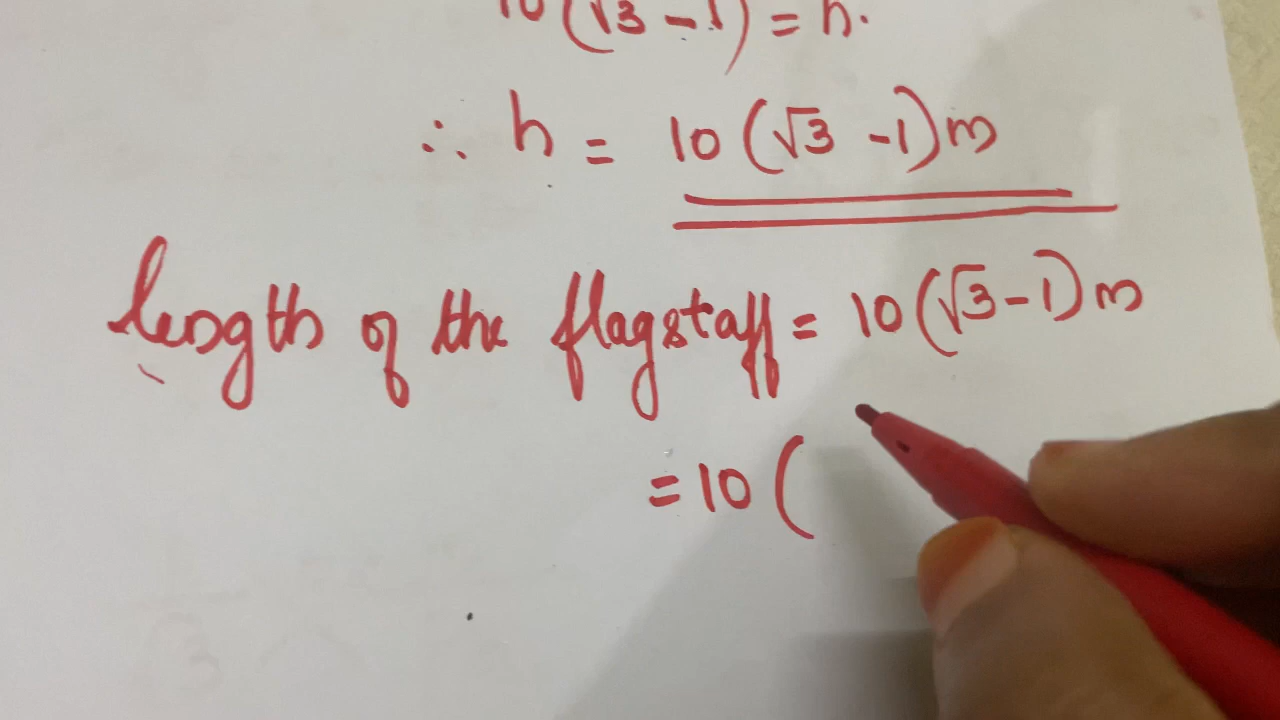 10(√3 - 1) = h.
∴ h = 10(√3 - 1)m
length of the flagstaff = 10(√3 - 1)m
= 10(